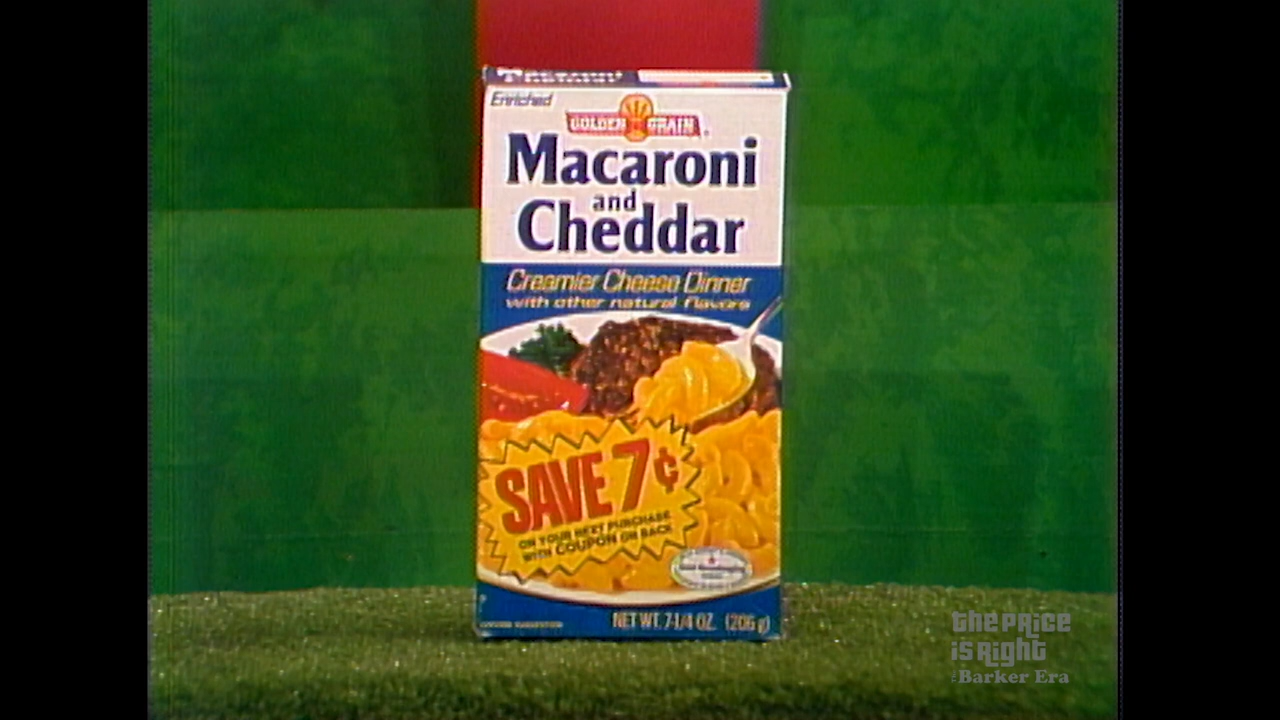 Enriched
GOLDEN GRAIN
Macaroni
and
Cheddar
Creamier Cheese Dinner
with other natural flavors
SAVE 7¢
ON YOUR NEXT PURCHASE
WITH COUPON ON BACK
NET WT. 7-1/4 OZ. (206 g)
the PRiCE
iS RiGht
Barker Era